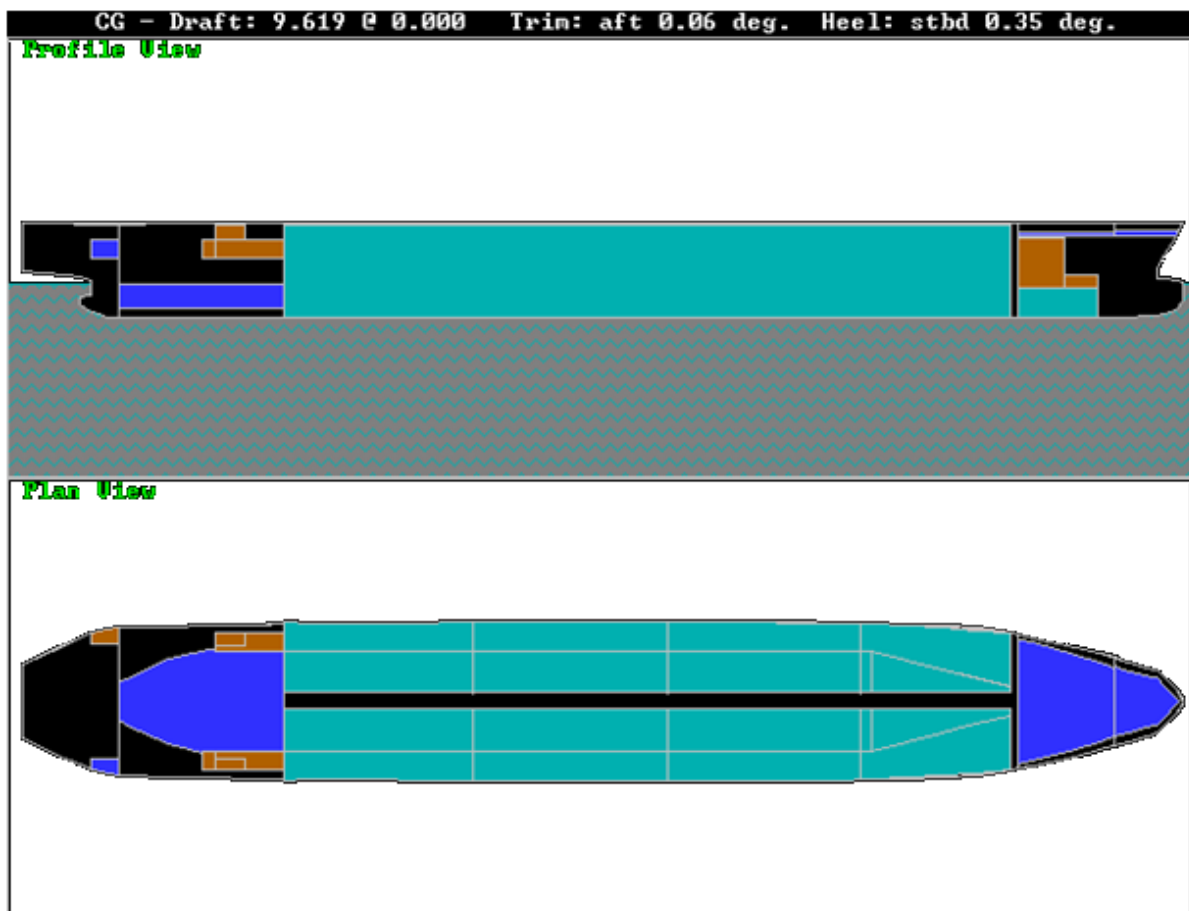 CG - Draft: 9.619 @ 0.000 Trim: aft 0.06 deg. Heel: stbd 0.35 deg.
Profile View
Plan View